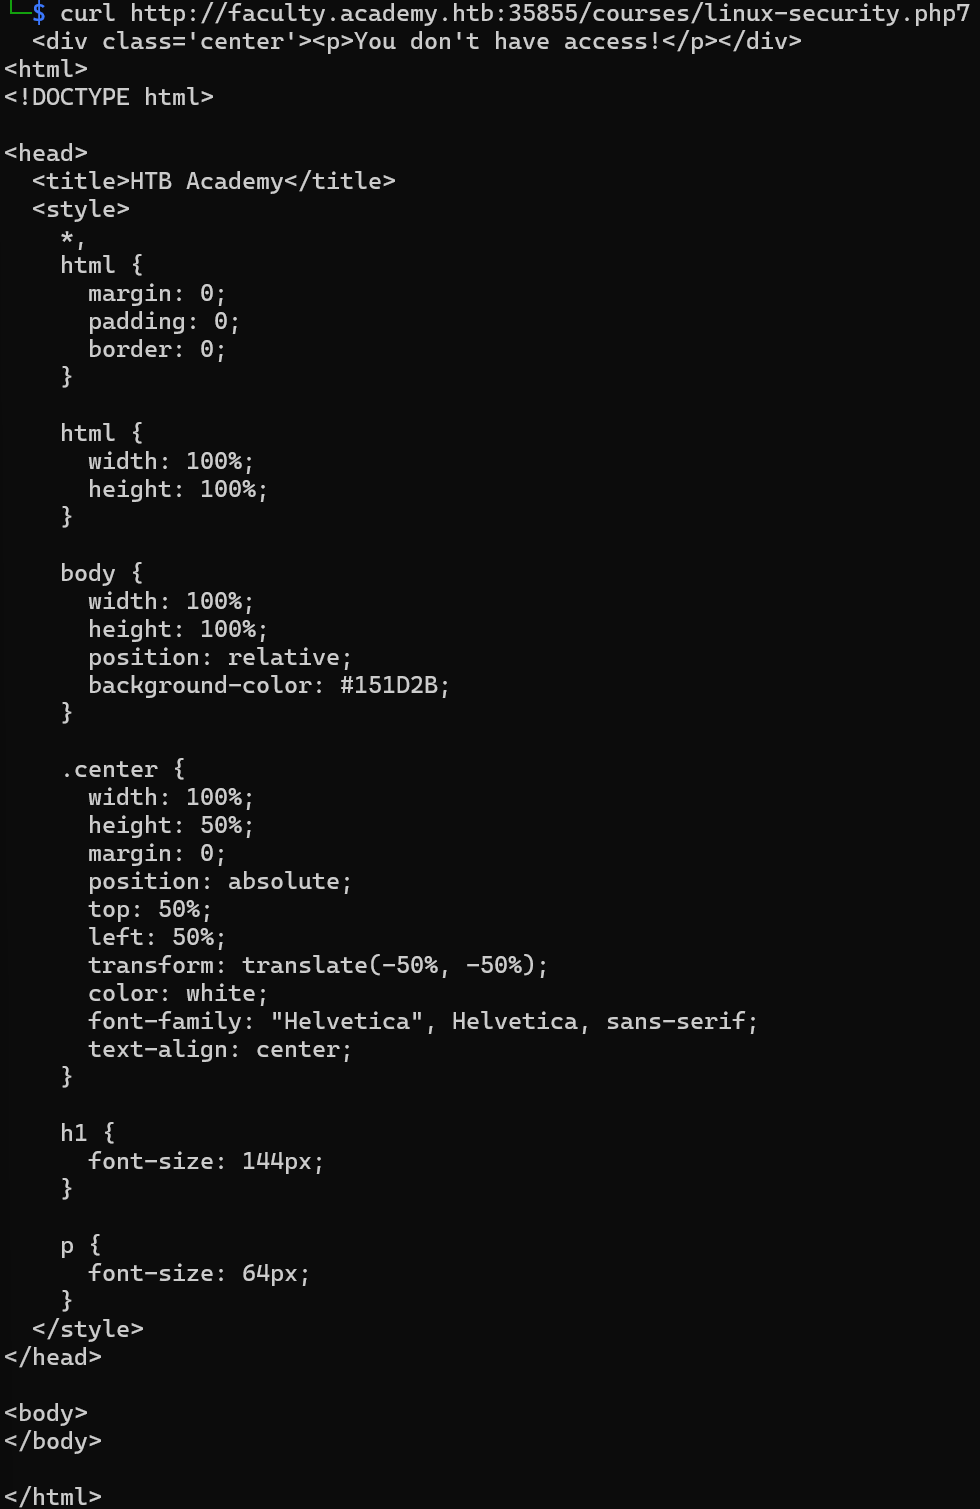 └─$ curl http://faculty.academy.htb:35855/courses/linux-security.php7
  <div class='center'><p>You don't have access!</p></div>
<html>
<!DOCTYPE html>

<head>
  <title>HTB Academy</title>
  <style>
    *,
    html {
      margin: 0;
      padding: 0;
      border: 0;
    }

    html {
      width: 100%;
      height: 100%;
    }

    body {
      width: 100%;
      height: 100%;
      position: relative;
      background-color: #151D2B;
    }

    .center {
      width: 100%;
      height: 50%;
      margin: 0;
      position: absolute;
      top: 50%;
      left: 50%;
      transform: translate(-50%, -50%);
      color: white;
      font-family: "Helvetica", Helvetica, sans-serif;
      text-align: center;
    }

    h1 {
      font-size: 144px;
    }

    p {
      font-size: 64px;
    }
  </style>
</head>

<body>
</body>

</html>